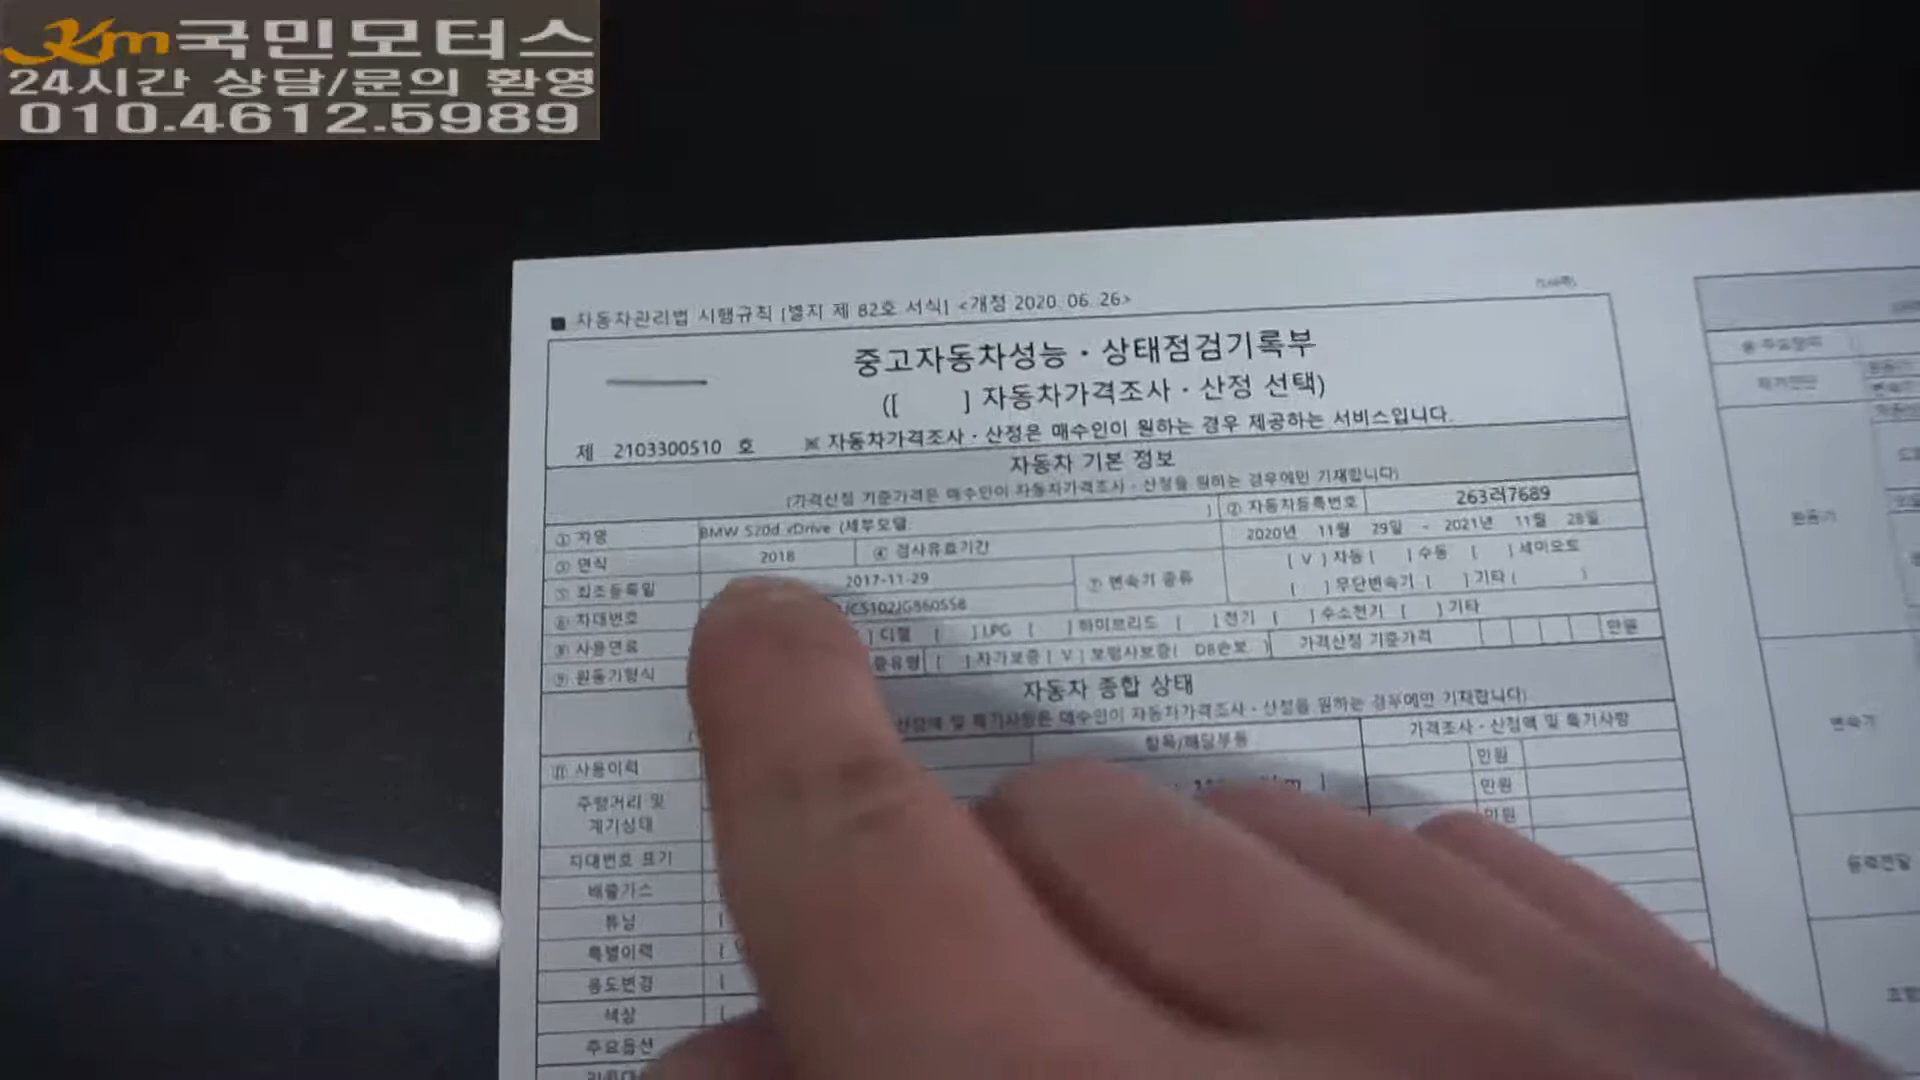 Km국민모터스
24시간 상담/문의 환영
010.4612.5989
■ 자동차관리법 시행규칙 [별지 제 82호 서식] <개정 2020. 06. 26>
중고자동차성능·상태점검기록부
([ ] 자동차가격조사·산정 선택)
제 2103300510 호 ※ 자동차가격조사·산정은 매수인이 원하는 경우 제공하는 서비스입니다.
자동차 기본 정보
(가격산정 기준가격은 매수인이 자동차가격조사·산정을 원하는 경우에만 기재합니다)
① 차명 BMW 520d xDrive (세부모델 ) ② 자동차등록번호 263러7689
③ 연식 2018 ④ 검사유효기간 2020년 11월 29일 - 2021년 11월 28일
⑤ 최초등록일 2017-11-29 ⑦ 변속기 종류 [ V ] 자동 [ ] 수동 [ ] 세미오토
[ ] 무단변속기 [ ] 기타 ( )
⑥ 차대번호
⑧ 사용연료 ] 디젤 [ ] LPG [ ] 하이브리드 [ ] 전기 [ ] 수소전기 [ ] 기타
⑨ 원동기형식 증유형 [ ] 자가보증 [ V ] 보험사보증( DB손보 ) 가격산정 기준가격 만원
자동차 종합 상태
산정액 및 특기사항은 매수인이 자동차가격조사·산정을 원하는 경우에만 기재합니다)
항목/해당부품 가격조사·산정액 및 특기사항
⑪ 사용이력 만원
주행거리 및 km ] 만원
계기상태 만원
차대번호 표기
배출가스
튜닝
특별이력
용도변경
색상
주요옵션
원동기
변속기
동력전달